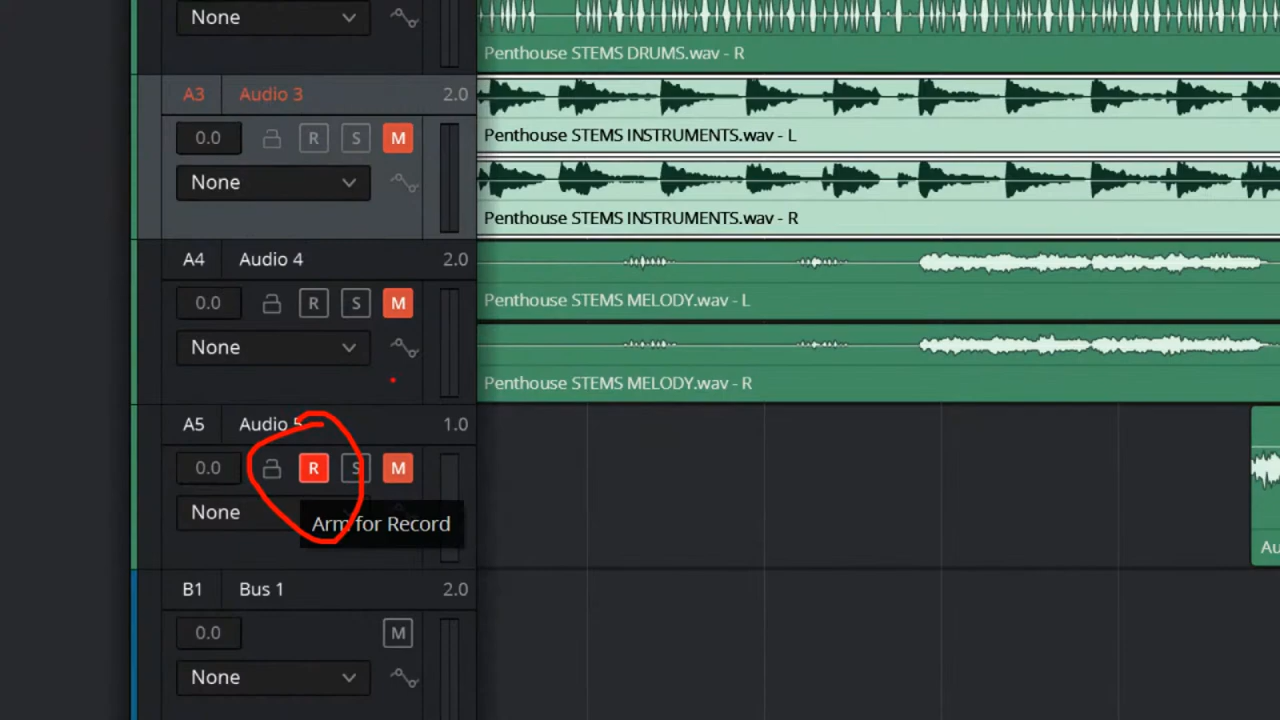 None
Penthouse STEMS DRUMS.wav - R
A3 Audio 3 2.0
0.0 R S M
Penthouse STEMS INSTRUMENTS.wav - L
None
Penthouse STEMS INSTRUMENTS.wav - R
A4 Audio 4 2.0
0.0 R S M
Penthouse STEMS MELODY.wav - L
None
Penthouse STEMS MELODY.wav - R
A5 Audio 5 1.0
0.0 R S M
None
Arm for Record
Au
B1 Bus 1 2.0
0.0 M
None